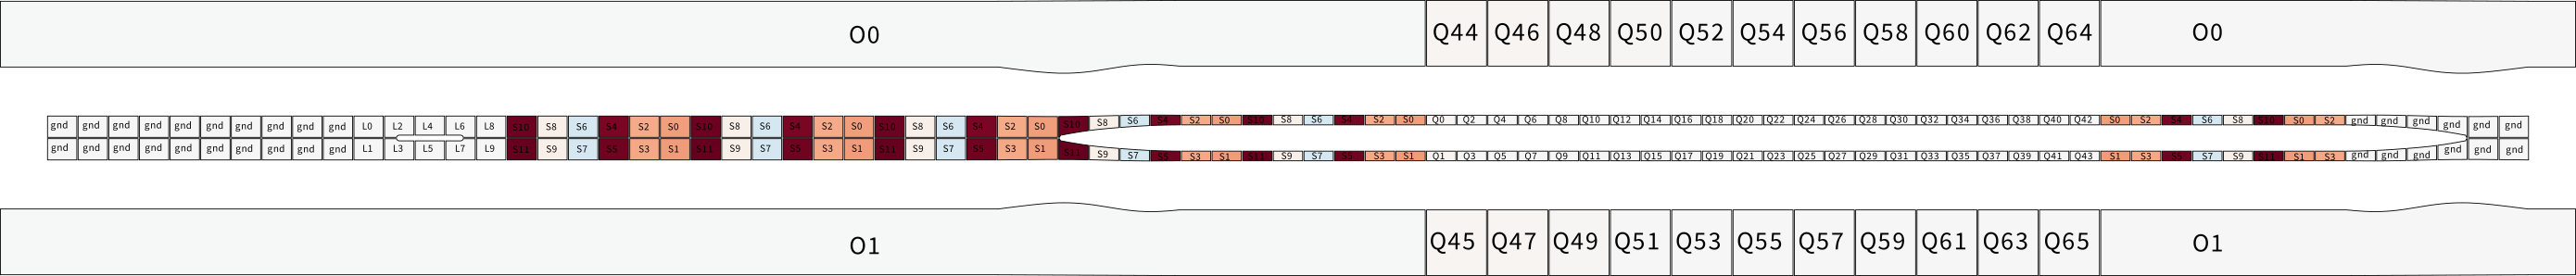 O0 Q44 Q46 Q48 Q50 Q52 Q54 Q56 Q58 Q60 Q62 Q64 O0
gnd gnd gnd gnd gnd gnd gnd gnd gnd gnd L0 L2 L4 L6 L8 S10 S8 S6 S4 S2 S0 S10 S8 S6 S4 S2 S0 S10 S8 S6 S4 S2 S0 S10 S8 S6 S4 S2 S0 S10 S8 S6 S4 S2 S0 Q0 Q2 Q4 Q6 Q8 Q10 Q12 Q14 Q16 Q18 Q20 Q22 Q24 Q26 Q28 Q30 Q32 Q34 Q36 Q38 Q40 Q42 S0 S2 S4 S6 S8 S10 S0 S2 gnd gnd gnd gnd gnd gnd
gnd gnd gnd gnd gnd gnd gnd gnd gnd gnd L1 L3 L5 L7 L9 S11 S9 S7 S5 S3 S1 S11 S9 S7 S5 S3 S1 S11 S9 S7 S5 S3 S1 S11 S9 S7 S5 S3 S1 S11 S9 S7 S5 S3 S1 Q1 Q3 Q5 Q7 Q9 Q11 Q13 Q15 Q17 Q19 Q21 Q23 Q25 Q27 Q29 Q31 Q33 Q35 Q37 Q39 Q41 Q43 S1 S3 S5 S7 S9 S11 S1 S3 gnd gnd gnd gnd gnd gnd
O1 Q45 Q47 Q49 Q51 Q53 Q55 Q57 Q59 Q61 Q63 Q65 O1